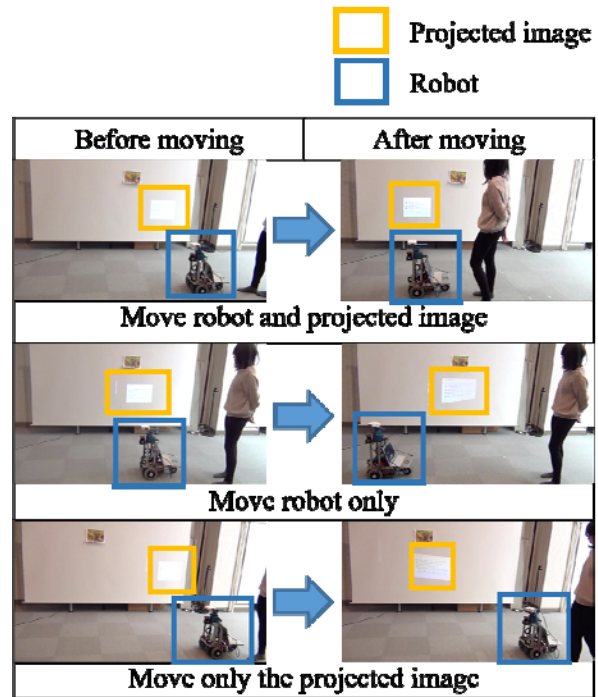 Projected image
Robot
Before moving
After moving
Move robot and projected image
Move robot only
Move only the projected image